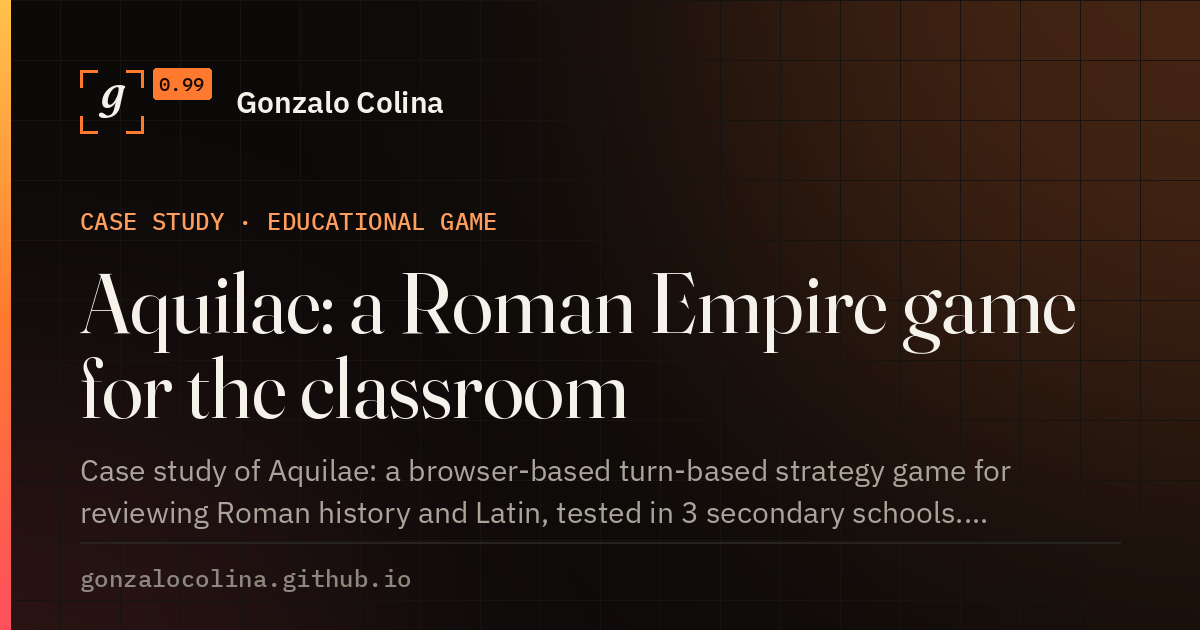 g
0.99
Gonzalo Colina
CASE STUDY · EDUCATIONAL GAME
Aquilae: a Roman Empire game
for the classroom
Case study of Aquilae: a browser-based turn-based strategy game for
reviewing Roman history and Latin, tested in 3 secondary schools.…
gonzalocolina.github.io